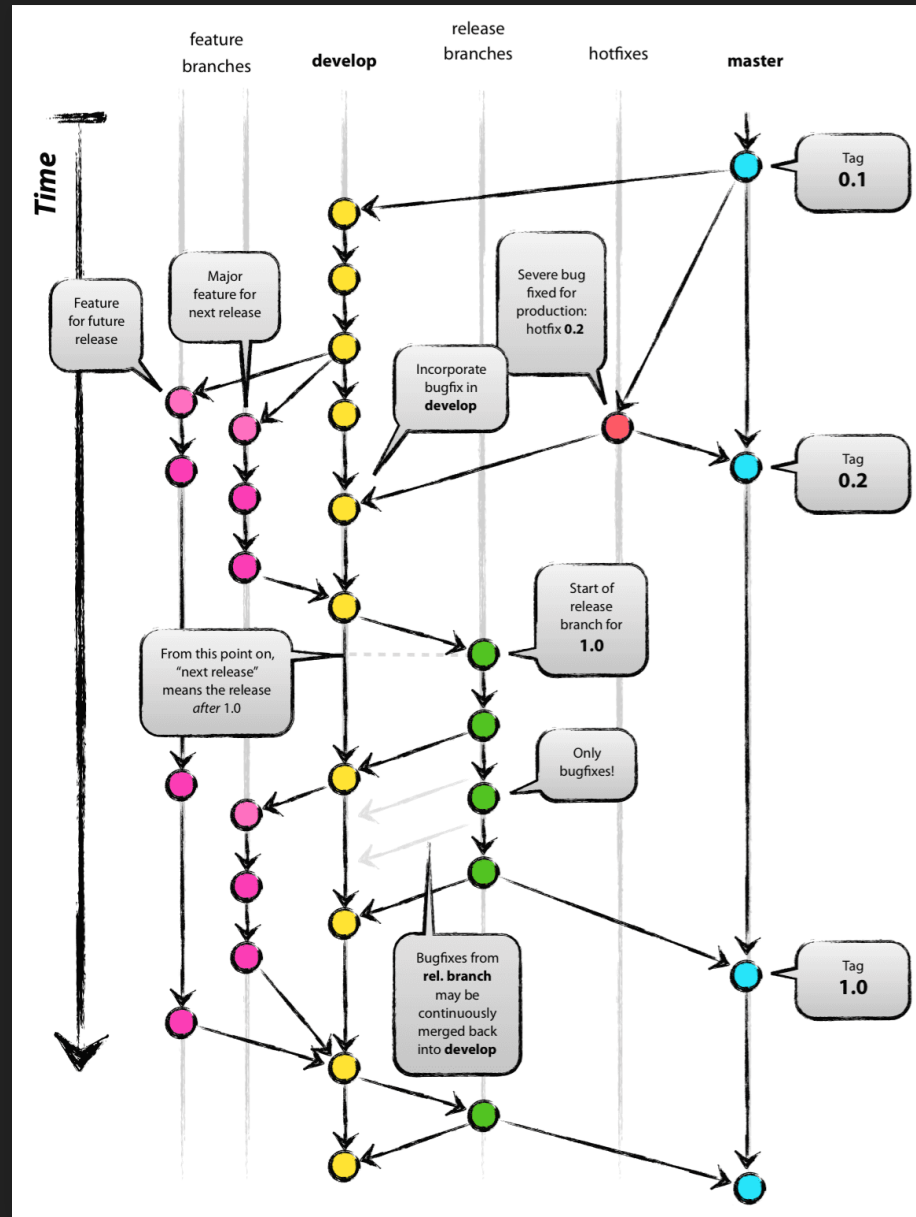 feature
branches
develop
release
branches
hotfixes
master
Time
Tag
0.1
Major
feature for
next release
Severe bug
fixed for
production:
hotfix 0.2
Feature
for future
release
Incorporate
bugfix in
develop
Tag
0.2
Start of
release
branch for
1.0
From this point on,
“next release”
means the release
after 1.0
Only
bugfixes!
Bugfixes from
rel. branch
may be
continuously
merged back
into develop
Tag
1.0